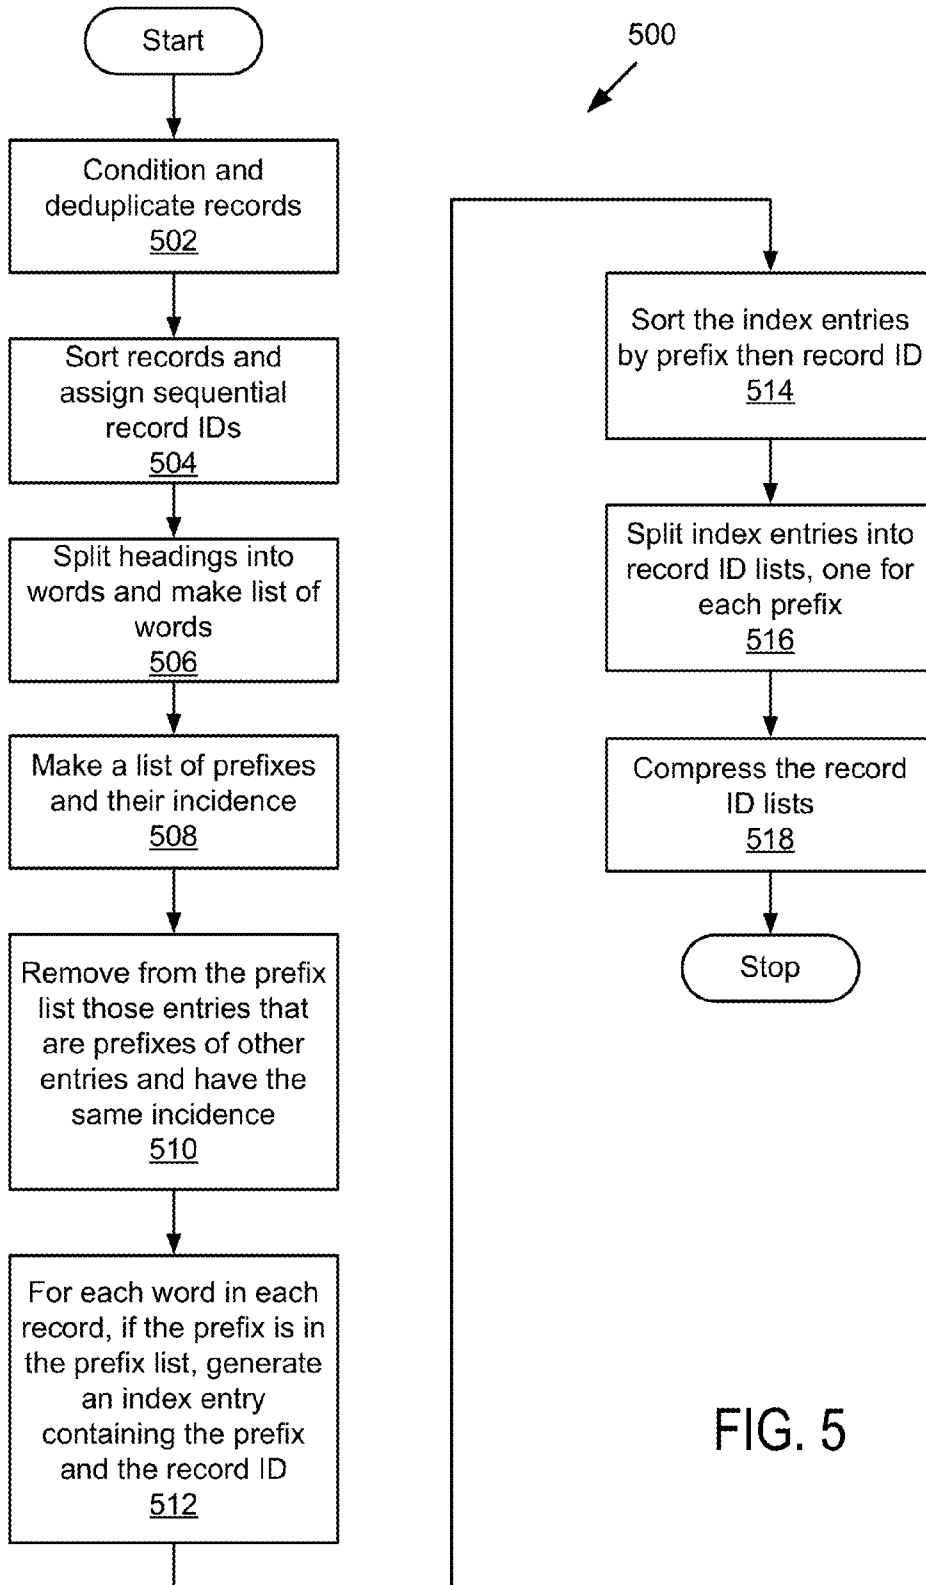 Start
500
Condition and
deduplicate records
502
Sort records and
assign sequential
record IDs
504
Split headings into
words and make list of
words
506
Make a list of prefixes
and their incidence
508
Remove from the prefix
list those entries that
are prefixes of other
entries and have the
same incidence
510
For each word in each
record, if the prefix is in
the prefix list, generate
an index entry
containing the prefix
and the record ID
512
Sort the index entries
by prefix then record ID
514
Split index entries into
record ID lists, one for
each prefix
516
Compress the record
ID lists
518
Stop
FIG. 5